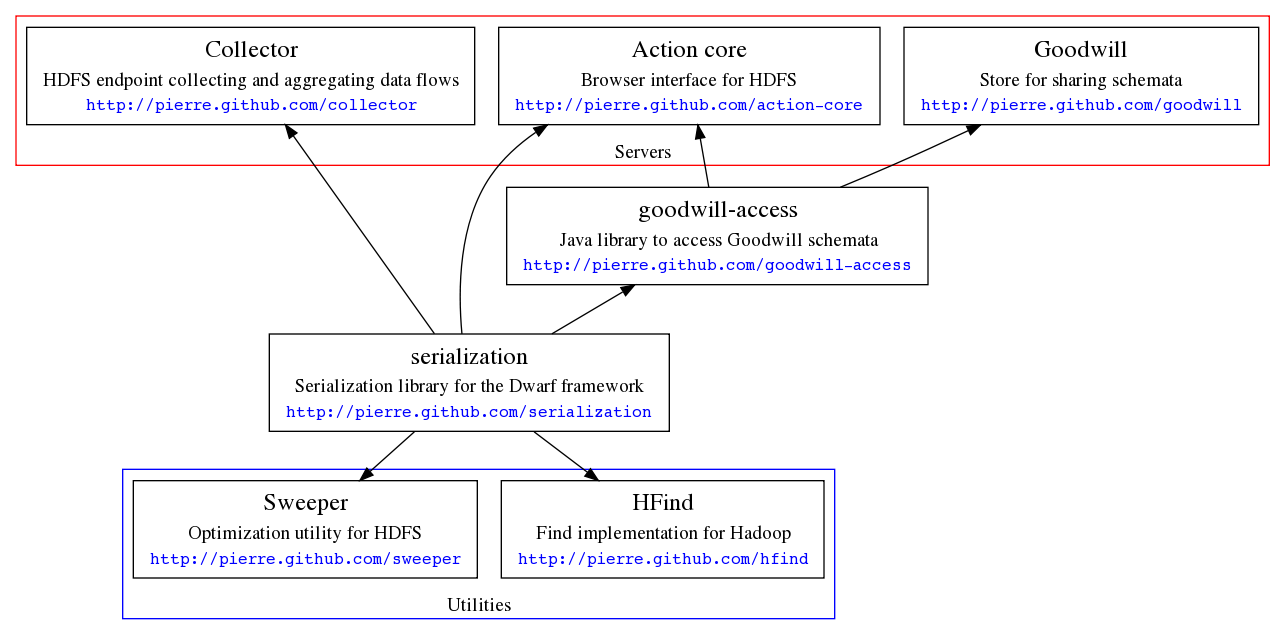 Collector
HDFS endpoint collecting and aggregating data flows
http://pierre.github.com/collector
Action core
Browser interface for HDFS
http://pierre.github.com/action-core
Goodwill
Store for sharing schemata
http://pierre.github.com/goodwill
Servers
goodwill-access
Java library to access Goodwill schemata
http://pierre.github.com/goodwill-access
serialization
Serialization library for the Dwarf framework
http://pierre.github.com/serialization
Sweeper
Optimization utility for HDFS
http://pierre.github.com/sweeper
HFind
Find implementation for Hadoop
http://pierre.github.com/hfind
Utilities